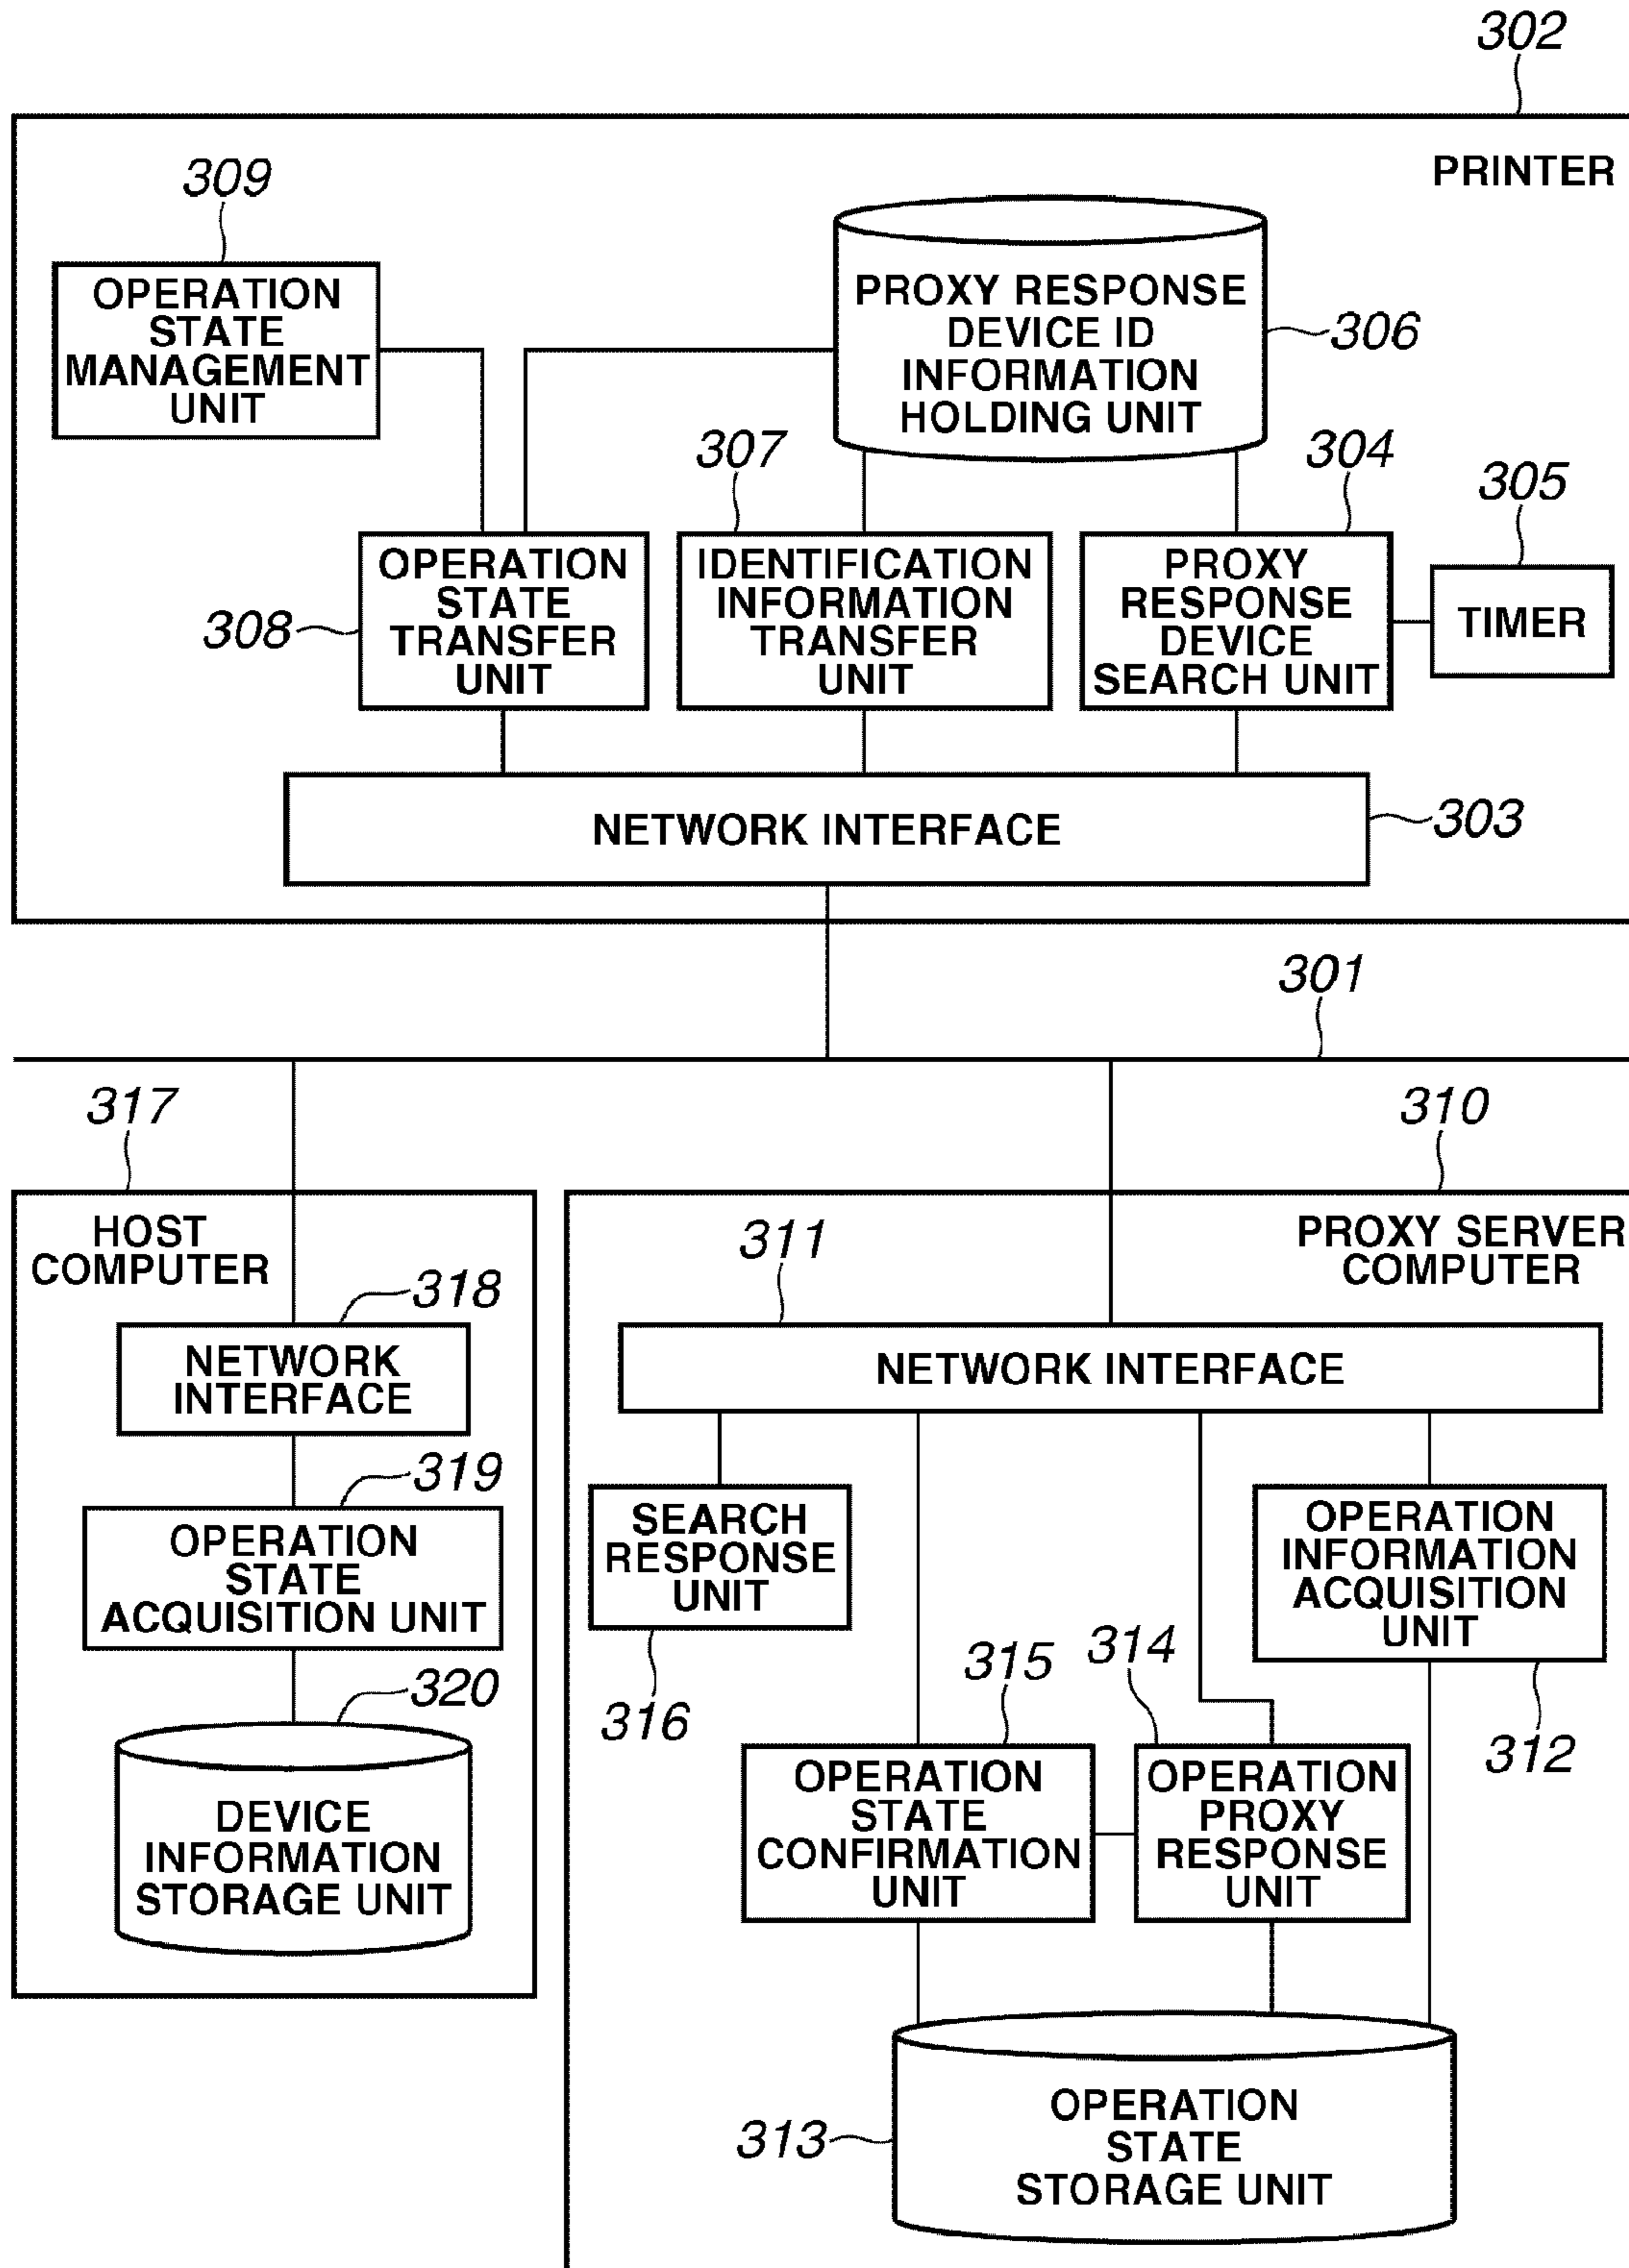 302
PRINTER
309
OPERATION
STATE
MANAGEMENT
UNIT
PROXY RESPONSE
DEVICE ID
INFORMATION
HOLDING UNIT
306
307
304
305
OPERATION
STATE
TRANSFER
UNIT
308
IDENTIFICATION
INFORMATION
TRANSFER
UNIT
PROXY
RESPONSE
DEVICE
SEARCH UNIT
TIMER
NETWORK INTERFACE
303
301
317
310
HOST
COMPUTER
318
NETWORK
INTERFACE
319
OPERATION
STATE
ACQUISITION UNIT
320
DEVICE
INFORMATION
STORAGE UNIT
311
PROXY SERVER
COMPUTER
NETWORK INTERFACE
SEARCH
RESPONSE
UNIT
316
OPERATION
INFORMATION
ACQUISITION
UNIT
312
315
314
OPERATION
STATE
CONFIRMATION
UNIT
OPERATION
PROXY
RESPONSE
UNIT
313
OPERATION
STATE
STORAGE UNIT